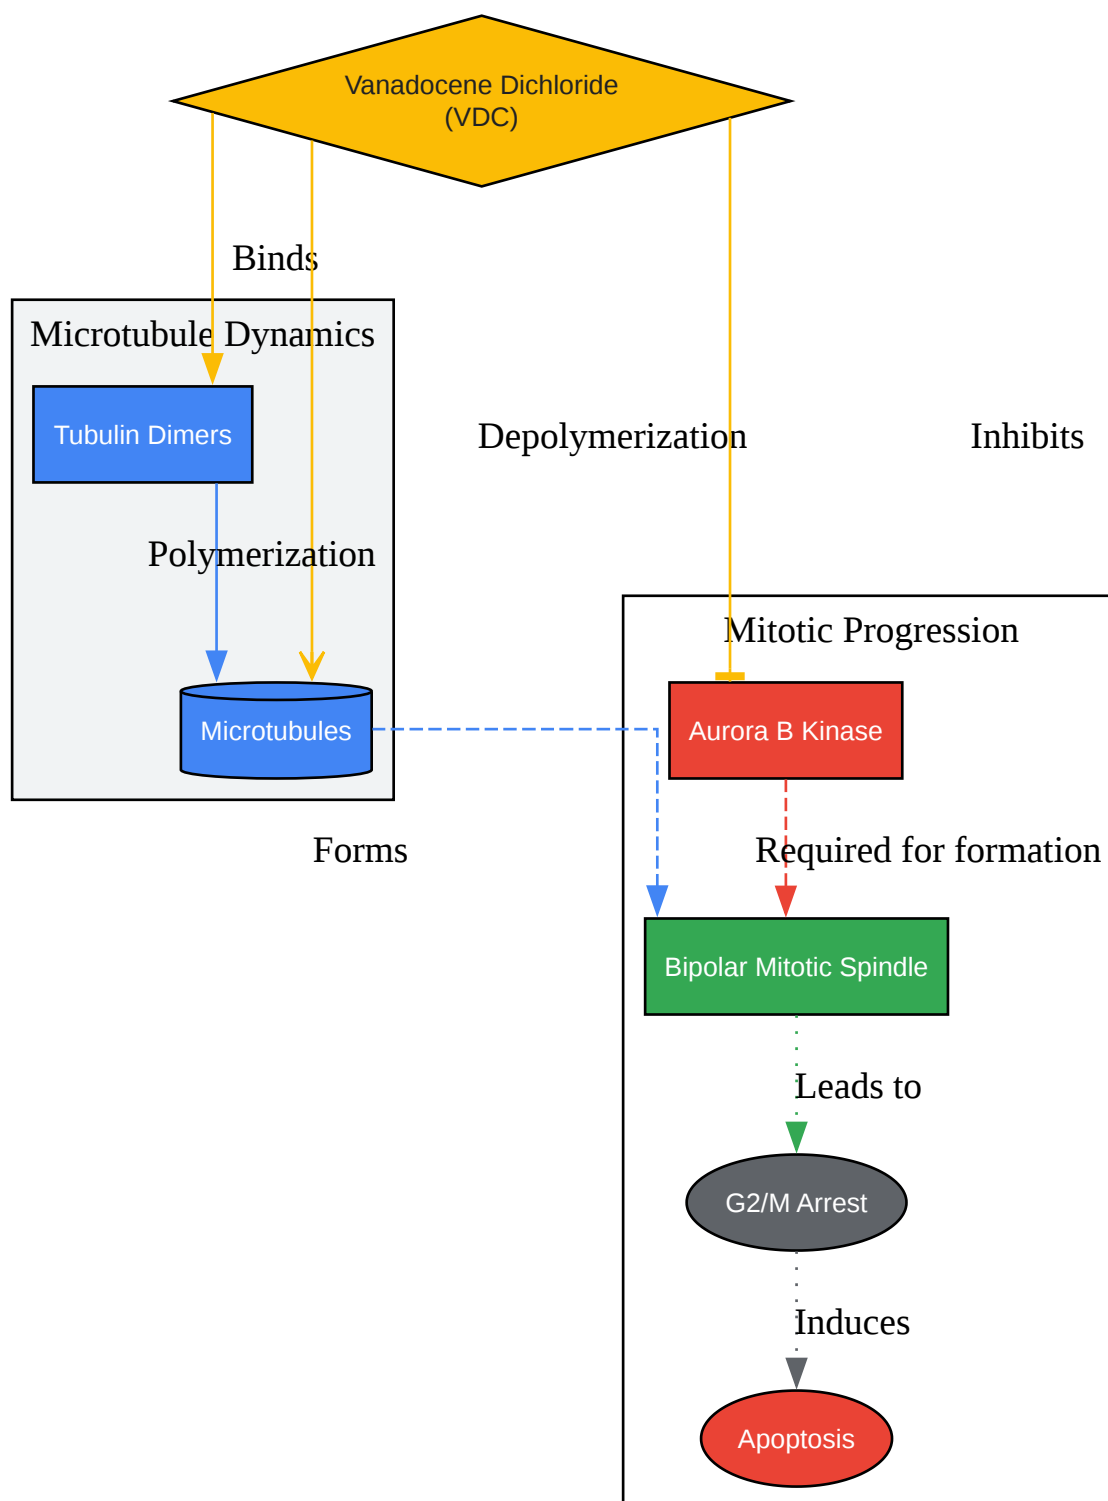 Vanadocene Dichloride
(VDC)
Binds
Microtubule Dynamics
Tubulin Dimers
Depolymerization
Inhibits
Polymerization
Mitotic Progression
Microtubules
Aurora B Kinase
Forms
Required for formation
Bipolar Mitotic Spindle
Leads to
G2/M Arrest
Induces
Apoptosis